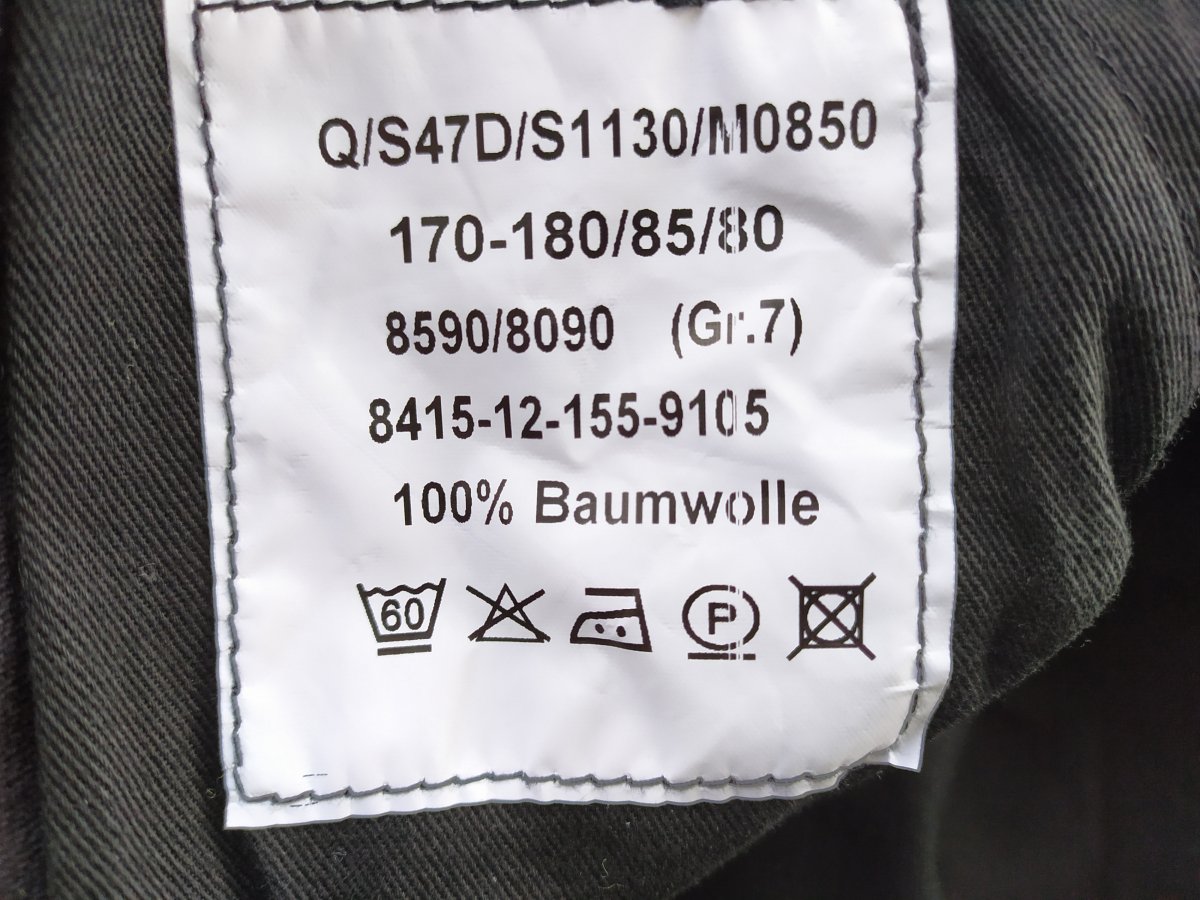 Q/S47D/S1130/M0850
170-180/85/80
8590/8090 (Gr.7)
8415-12-155-9105
100% Baumwolle
60 P